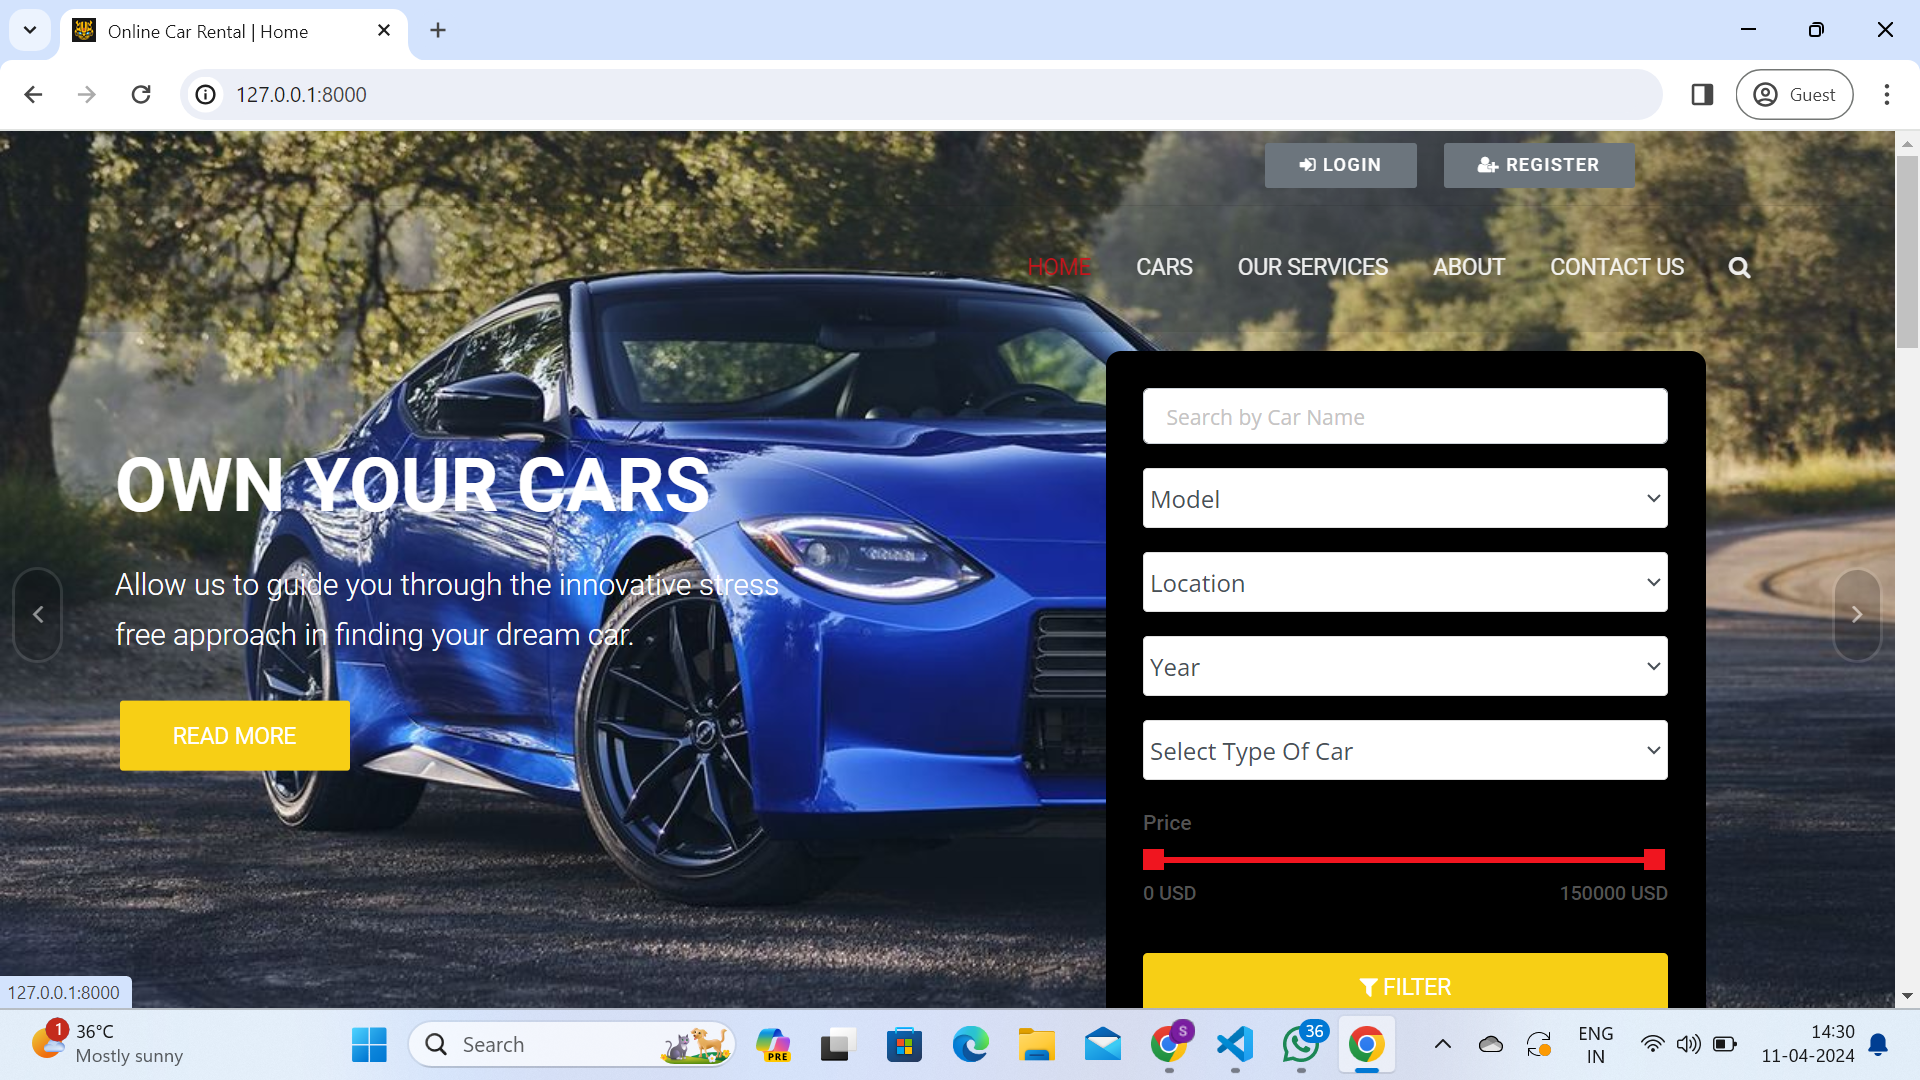 Online Car Rental | Home
127.0.0.1:8000
Guest
LOGIN
REGISTER
HOME
CARS
OUR SERVICES
ABOUT
CONTACT US
OWN YOUR CARS
Allow us to guide you through the innovative stress
free approach in finding your dream car.
READ MORE
Search by Car Name
Model
Location
Year
Select Type Of Car
Price
0 USD
150000 USD
FILTER
127.0.0.1:8000
1
36°C
Mostly sunny
Search
PRE
S
36
ENG
IN
14:30
11-04-2024